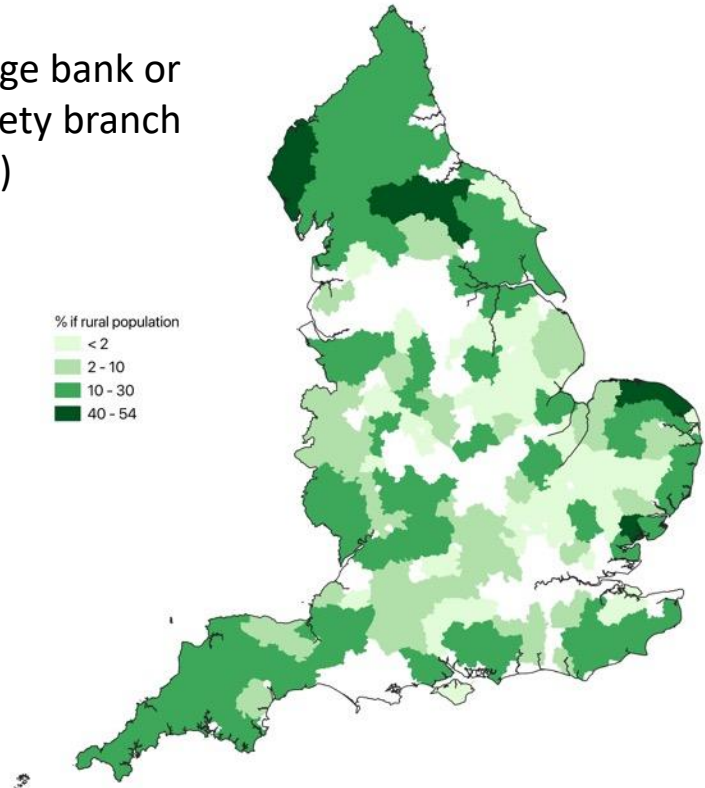 ge bank or
ety branch
)
% if rural population
< 2
2 - 10
10 - 30
40 - 54